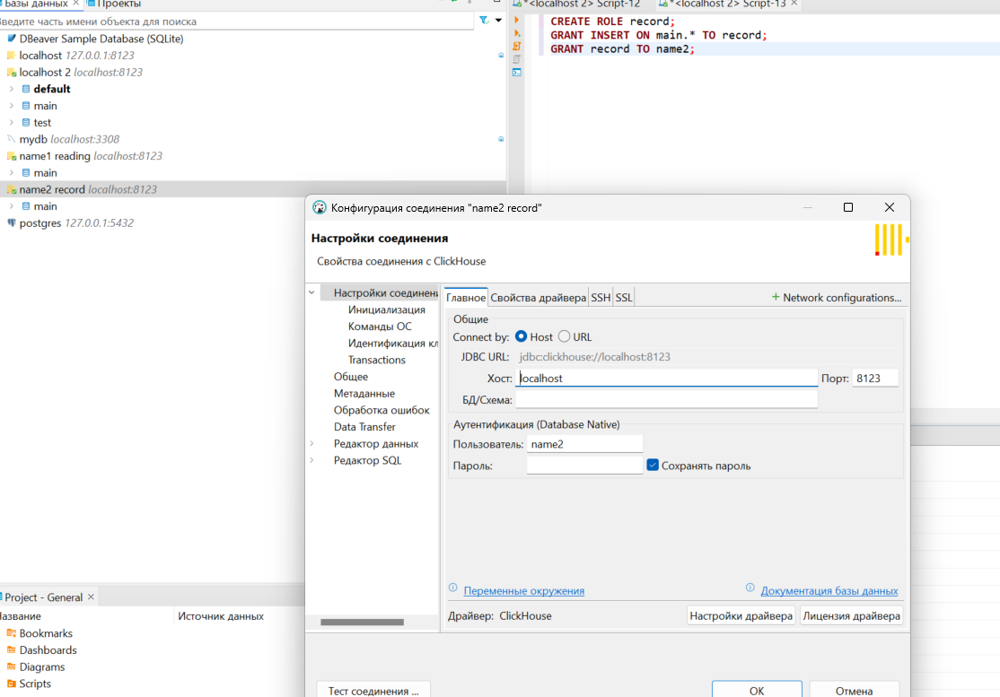 Базы данных
Проекты
Введите часть имени объекта для поиска
DBeaver Sample Database (SQLite)
localhost 127.0.0.1:8123
localhost 2 localhost:8123
default
main
test
mydb localhost:3308
name1 reading localhost:8123
main
name2 record localhost:8123
main
postgres 127.0.0.1:5432
*<localhost 2> Script-12
*<localhost 2> Script-13
CREATE ROLE record;
GRANT INSERT ON main.* TO record;
GRANT record TO name2;
Конфигурация соединения "name2 record"
Настройки соединения
Свойства соединения с ClickHouse
Настройки соединени
Инициализация
Команды ОС
Идентификация кл
Transactions
Общее
Метаданные
Обработка ошибок
Data Transfer
Редактор данных
Редактор SQL
Главное Свойства драйвера SSH SSL
+ Network configurations...
Общие
Connect by: Host URL
JDBC URL: jdbc:clickhouse://localhost:8123
Хост: localhost Порт: 8123
БД/Схема:
Аутентификация (Database Native)
Пользователь: name2
Пароль: Сохранять пароль
Переменные окружения Документация базы данных
Драйвер: ClickHouse Настройки драйвера Лицензия драйвера
Тест соединения ... ОК Отмена
Project - General
Название Источник данных
Bookmarks
Dashboards
Diagrams
Scripts